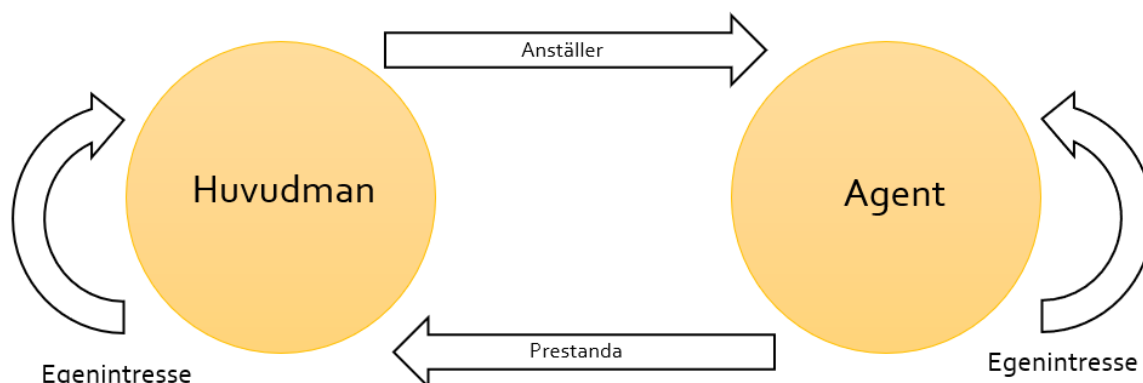 Anställer
Huvudman
Agent
Prestanda
Egenintresse
Egenintresse